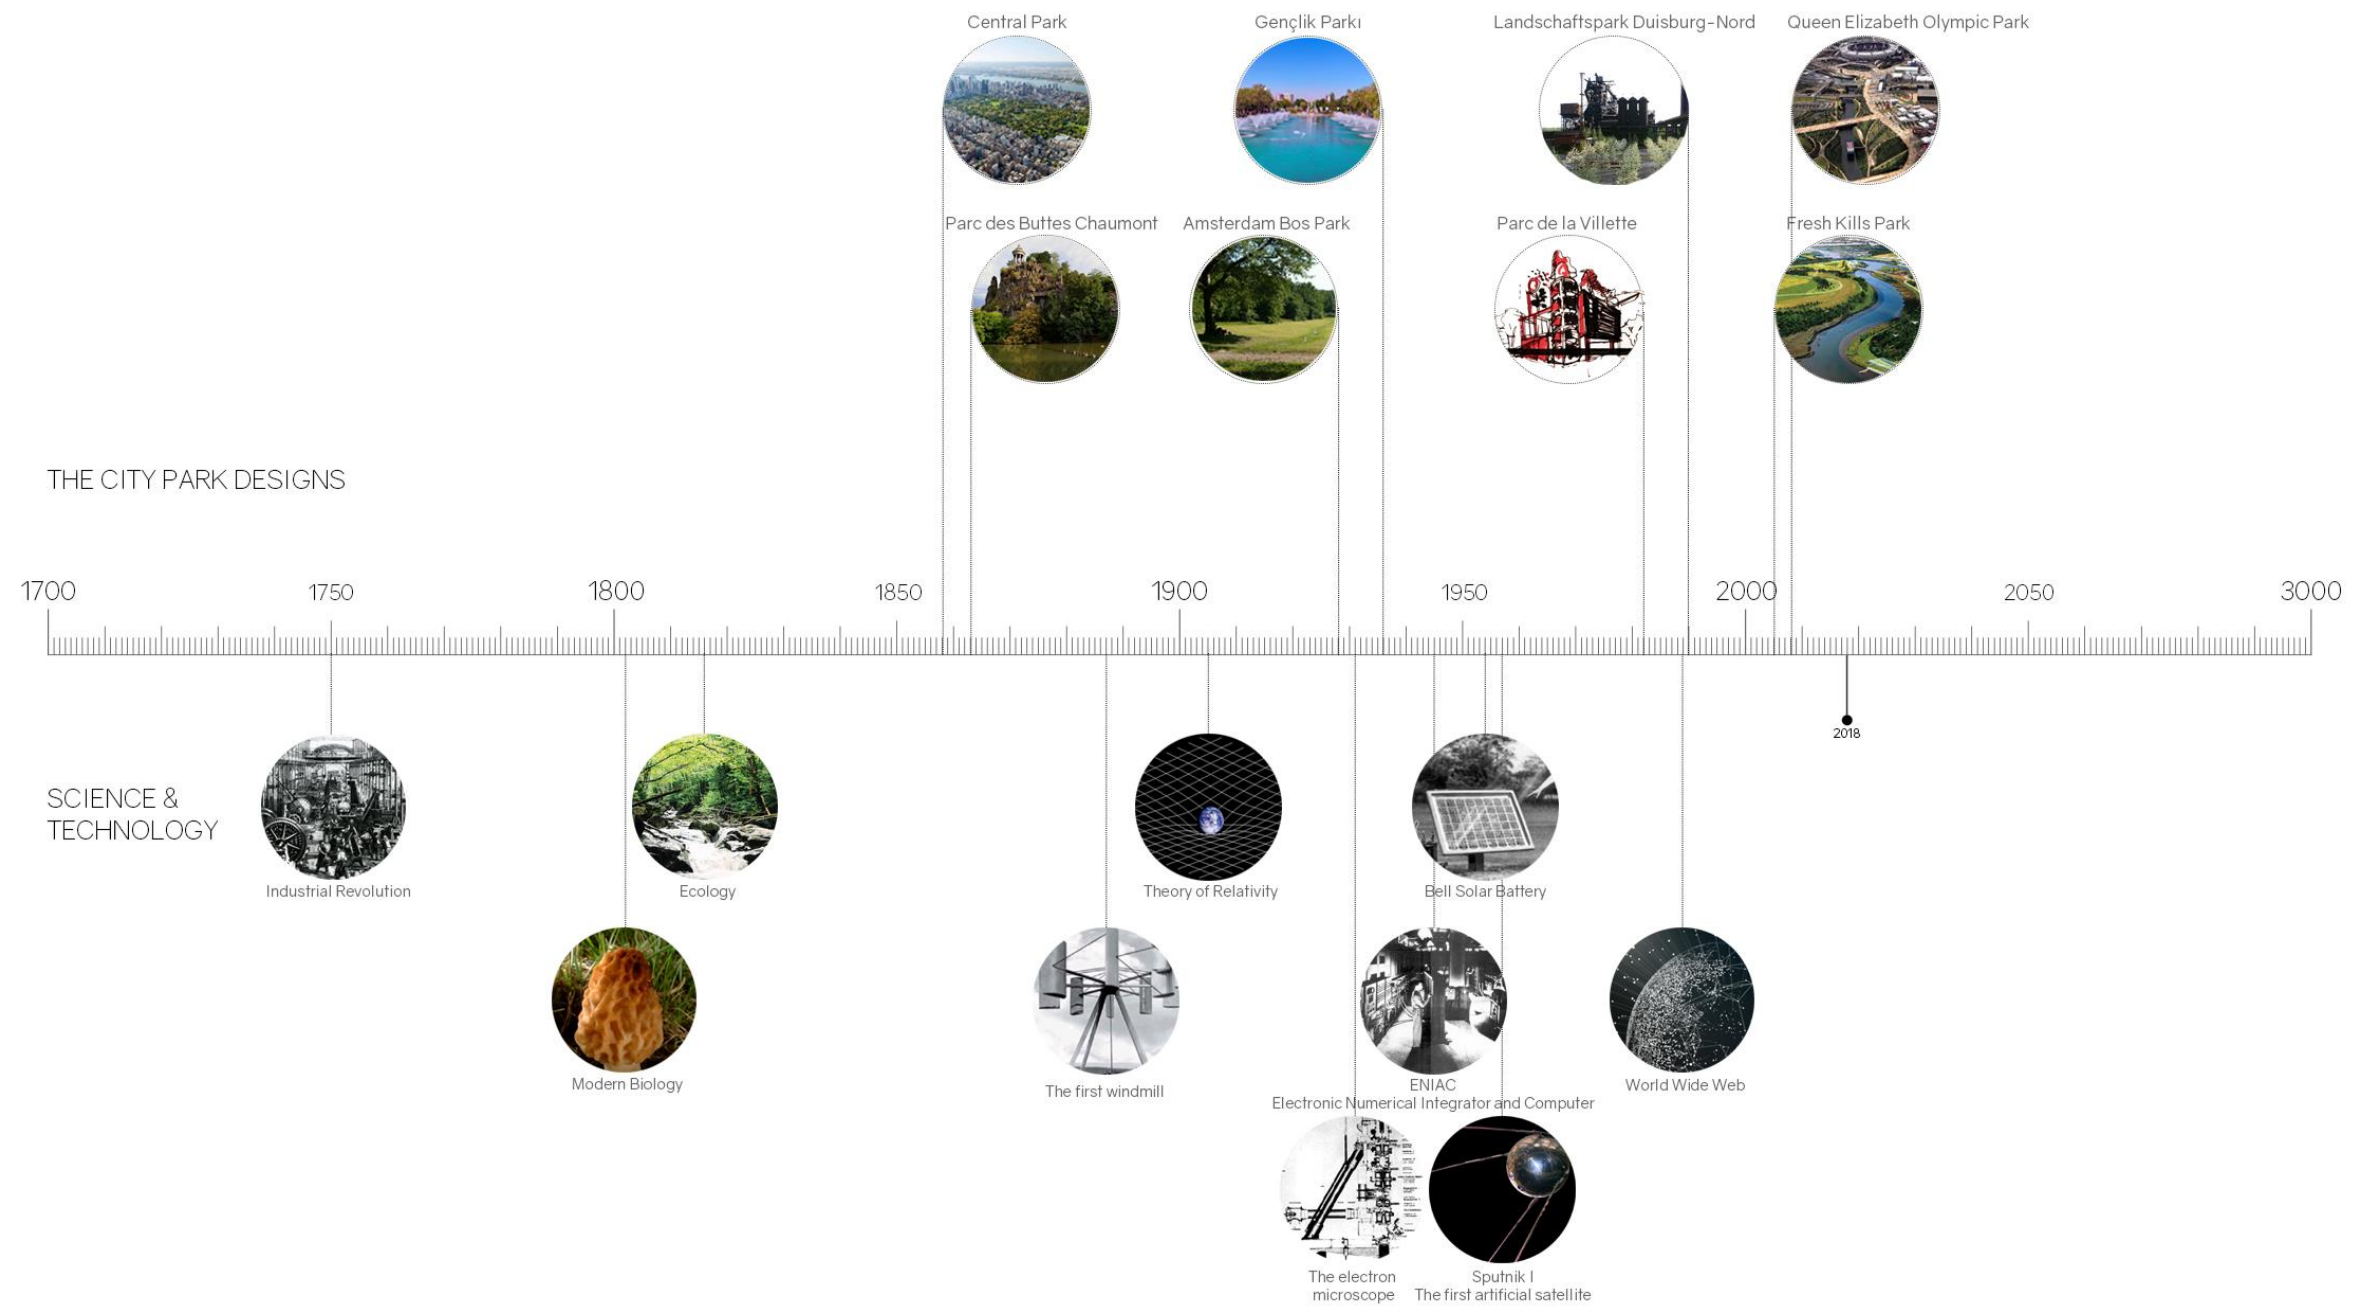 Central Park
Gençlik Parkı
Landschaftspark Duisburg-Nord
Queen Elizabeth Olympic Park
Parc des Buttes Chaumont
Amsterdam Bos Park
Parc de la Villette
Fresh Kills Park
THE CITY PARK DESIGNS
1700
1750
1800
1850
1900
1950
2000
2050
3000
2018
SCIENCE &
TECHNOLOGY
Industrial Revolution
Ecology
Theory of Relativity
Bell Solar Battery
Modern Biology
The first windmill
ENIAC
Electronic Numerical Integrator and Computer
World Wide Web
The electron
microscope
Sputnik I
The first artificial satellite